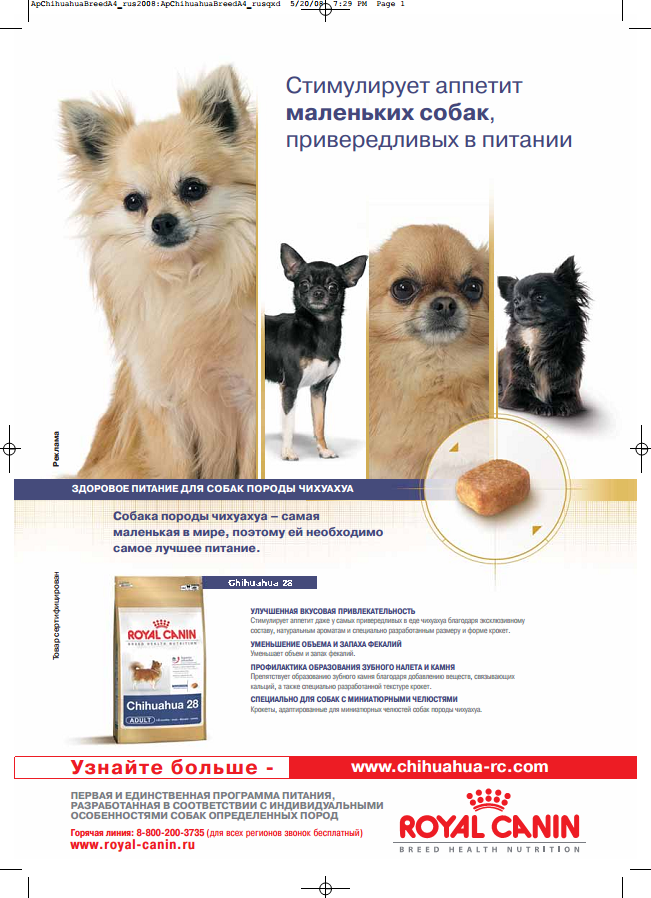 ApChihuahuaBreedA4_rus2008:ApChihuahuaBreedA4_rusqxd 5/20/08 7:29 PM Page 1
Стимулирует аппетит
маленьких собак,
привередливых в питании
Реклама
ЗДОРОВОЕ ПИТАНИЕ ДЛЯ СОБАК ПОРОДЫ ЧИХУАХУА
Собака породы чихуахуа – самая
маленькая в мире, поэтому ей необходимо
самое лучшее питание.
Товар сертифицирован
Chihuahua 28
ROYAL CANIN
BREED HEALTH NUTRITION
Chihuahua 28
ADULT
УЛУЧШЕННАЯ ВКУСОВАЯ ПРИВЛЕКАТЕЛЬНОСТЬ
Стимулирует аппетит даже у самых привередливых в еде чихуахуа благодаря эксклюзивному
составу, натуральным ароматам и специально разработанным размеру и форме крокет.
УМЕНЬШЕНИЕ ОБЪЕМА И ЗАПАХА ФЕКАЛИЙ
Уменьшает объем и запах фекалий.
ПРОФИЛАКТИКА ОБРАЗОВАНИЯ ЗУБНОГО НАЛЕТА И КАМНЯ
Препятствует образованию зубного камня благодаря добавлению веществ, связывающих
кальций, а также специально разработанной текстуре крокет.
СПЕЦИАЛЬНО ДЛЯ СОБАК С МИНИАТЮРНЫМИ ЧЕЛЮСТЯМИ
Крокеты, адаптированные для миниатюрных челюстей собак породы чихуахуа.
Узнайте больше -
www.chihuahua-rc.com
ПЕРВАЯ И ЕДИНСТВЕННАЯ ПРОГРАММА ПИТАНИЯ,
РАЗРАБОТАННАЯ В СООТВЕТСТВИИ С ИНДИВИДУАЛЬНЫМИ
ОСОБЕННОСТЯМИ СОБАК ОПРЕДЕЛЕННЫХ ПОРОД
Горячая линия: 8-800-200-3735 (для всех регионов звонок бесплатный)
www.royal-canin.ru
ROYAL CANIN
BREED HEALTH NUTRITION